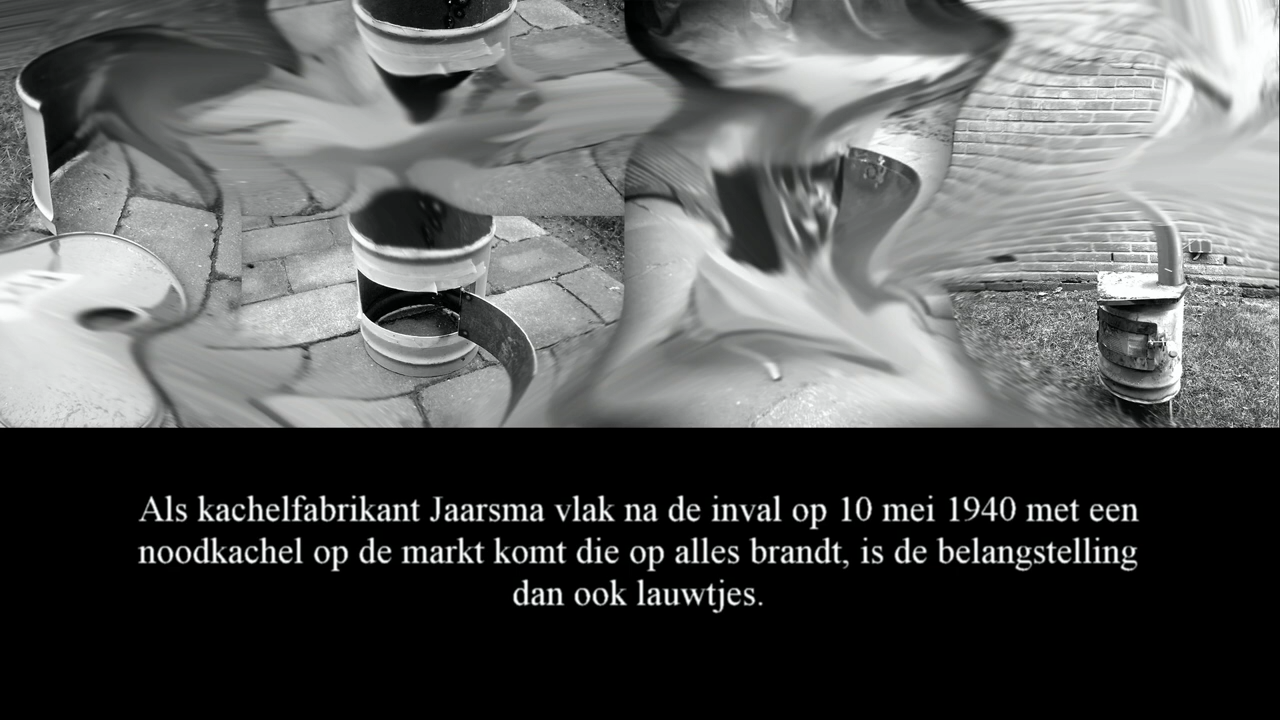 Als kachelfabrikant Jaarsma vlak na de inval op 10 mei 1940 met een
noodkachel op de markt komt die op alles brandt, is de belangstelling
dan ook lauwtjes.